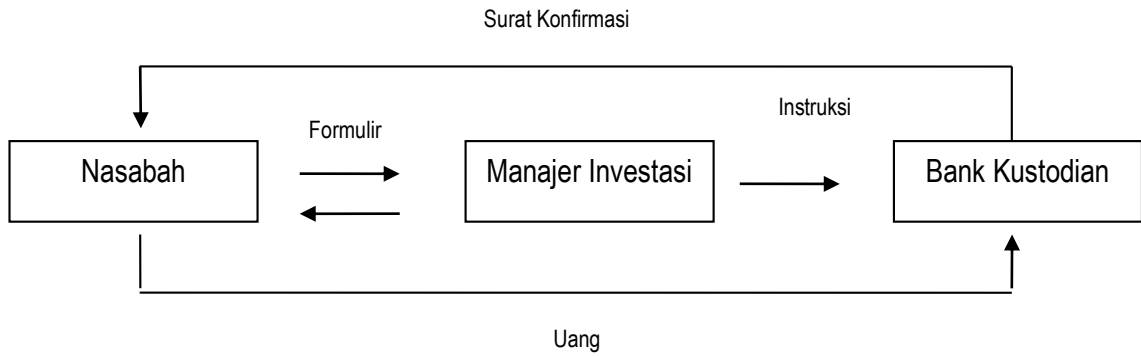 Surat Konfirmasi
Instruksi
Formulir
Nasabah
Manajer Investasi
Bank Kustodian
Uang